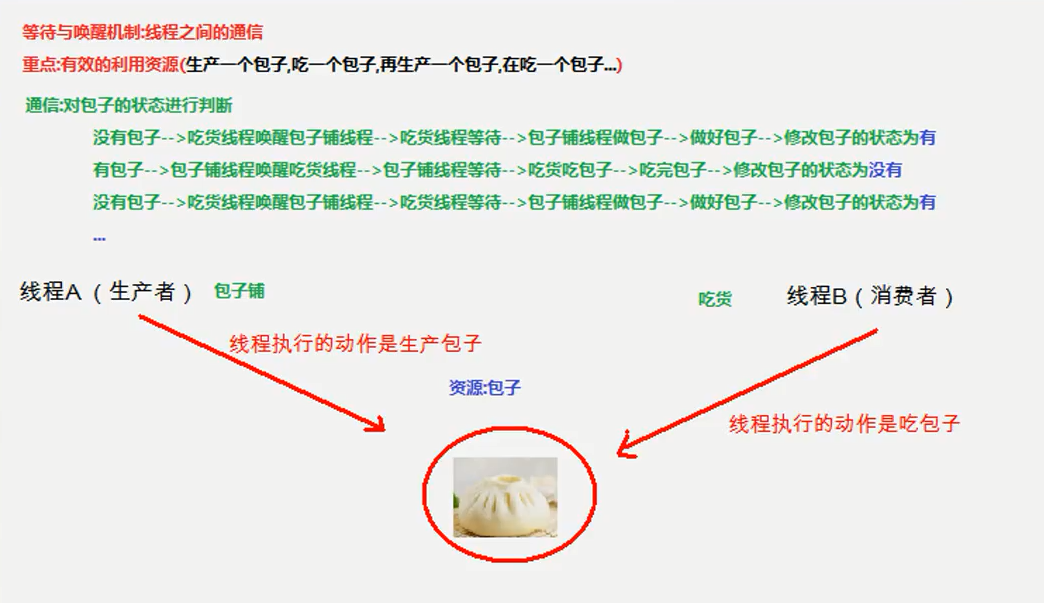 等待与唤醒机制:线程之间的通信
重点:有效的利用资源(生产一个包子,吃一个包子,再生产一个包子,在吃一个包子...)
通信:对包子的状态进行判断
没有包子-->吃货线程唤醒包子铺线程-->吃货线程等待-->包子铺线程做包子-->做好包子-->修改包子的状态为有
有包子-->包子铺线程唤醒吃货线程-->包子铺线程等待-->吃货吃包子-->吃完包子-->修改包子的状态为没有
没有包子-->吃货线程唤醒包子铺线程-->吃货线程等待-->包子铺线程做包子-->做好包子-->修改包子的状态为有
...
线程A（生产者） 包子铺
吃货 线程B（消费者）
线程执行的动作是生产包子
资源:包子
线程执行的动作是吃包子